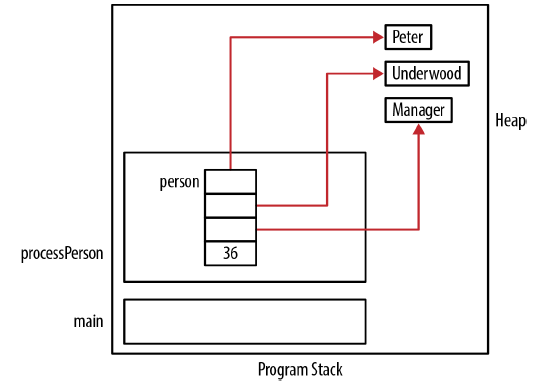 Peter
Underwood
Manager
Heap
person
36
processPerson
main
Program Stack